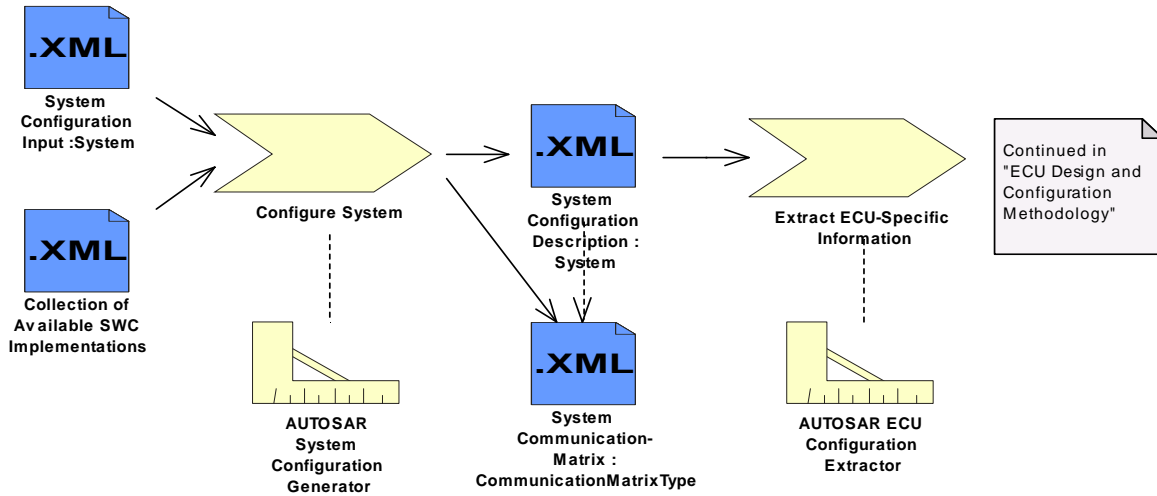 .XML
System
Configuration
Input :System
.XML
Collection of
Available SWC
Implementations
Configure System
AUTOSAR
System
Configuration
Generator
.XML
System
Configuration
Description :
System
.XML
System
Communication-
Matrix :
CommunicationMatrixType
Extract ECU-Specific
Information
AUTOSAR ECU
Configuration
Extractor
Continued in
"ECU Design and
Configuration
Methodology"